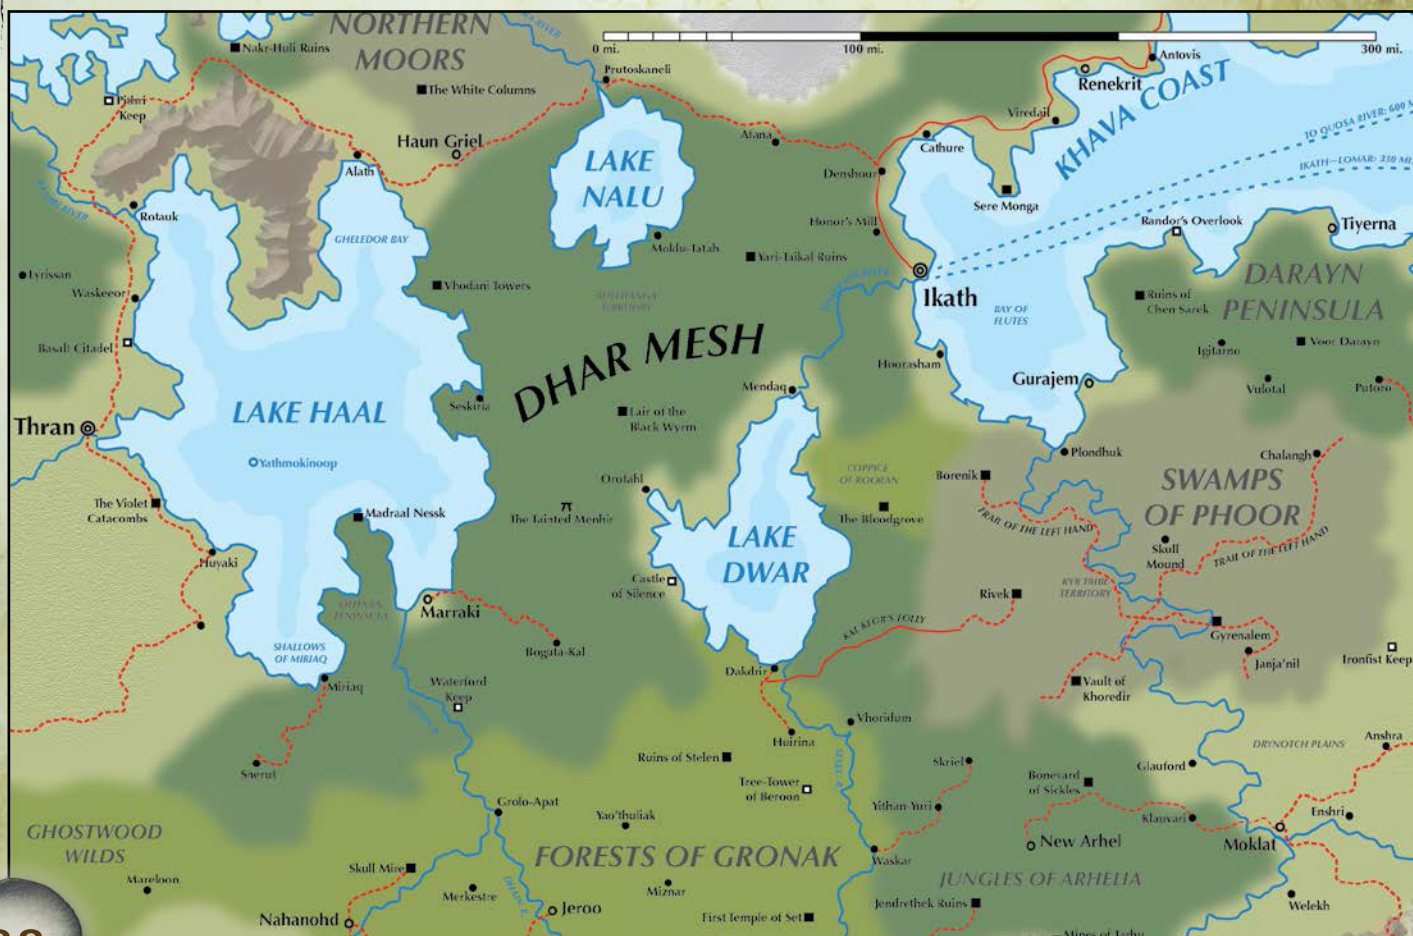 NORTHERN
MOORS
Nakr-Huli Ruins
The White Columns
Prutoskaneli
0 mi.
100 mi.
300 mi.
Antovis
Renekrit
KHAVA COAST
Viredail
Keep
Haun Griel
Alath
LAKE
NALU
Afana
Cathure
Denshour
Sere Monga
TO QUOSA RIVER: 600 M
IKATH—LOMAR: 350 MI.
Rotauk
GHELEDOR BAY
Honor's Mill
Randor's Overlook
Tiyerna
Moklu-Tatah
Yari-Taikal Ruins
Lyrissan
Waskeeor
Vhodani Towers
TERRITORY
Ikath
BAY OF
FLUTES
DARAYN
PENINSULA
Ruins of
Chen Sarek
Basalt Citadel
DHAR MESH
Hoorasham
Igitarno
Voor Darayn
Gurajem
Vulotal
Putoro
Mendaq
Seskiria
Lair of the
Black Wyrm
LAKE HAAL
Thran
Yathmokinoop
Plondhuk
Chalangh
COPPICE
OF ROORAN
Borenik
SWAMPS
OF PHOOR
Orotahl
The Violet
Catacombs
Madraal Nessk
The Tainted Menhir
The Bloodgrove
TRAIL OF THE LEFT HAND
TRAIL OF THE LEFT HAND
LAKE
DWAR
Skull
Mound
Huyaki
Castle
of Silence
Rivek
KYR TRIBE
TERRITORY
PENINSULA
Marraki
KAL KFOR'S FOLLY
Gyrenalem
SHALLOWS
OF MIRIAQ
Bogata-Kal
Janja'nil
Ironfist Keep
Miriaq
Waterford
Keep
Dakdrir
Vault of
Khoredir
Vhoridum
Huirina
DRYNOTCH PLAINS
Anshra
Snerut
Ruins of Stelen
Skriel
Glauford
Tree-Tower
of Beroon
Boneyard
of Sickles
Grolo-Apat
Yao'thuliak
Yithan-Yuri
Klauvari
Enshri
GHOSTWOOD
WILDS
FORESTS OF GRONAK
New Arhel
Moklat
Skull Mire
Waskar
Mareloon
Merkestre
Miznar
JUNGLES OF ARHELIA
Jeroo
Nahanohd
First Temple of Set
Jendrethek Ruins
Welekh